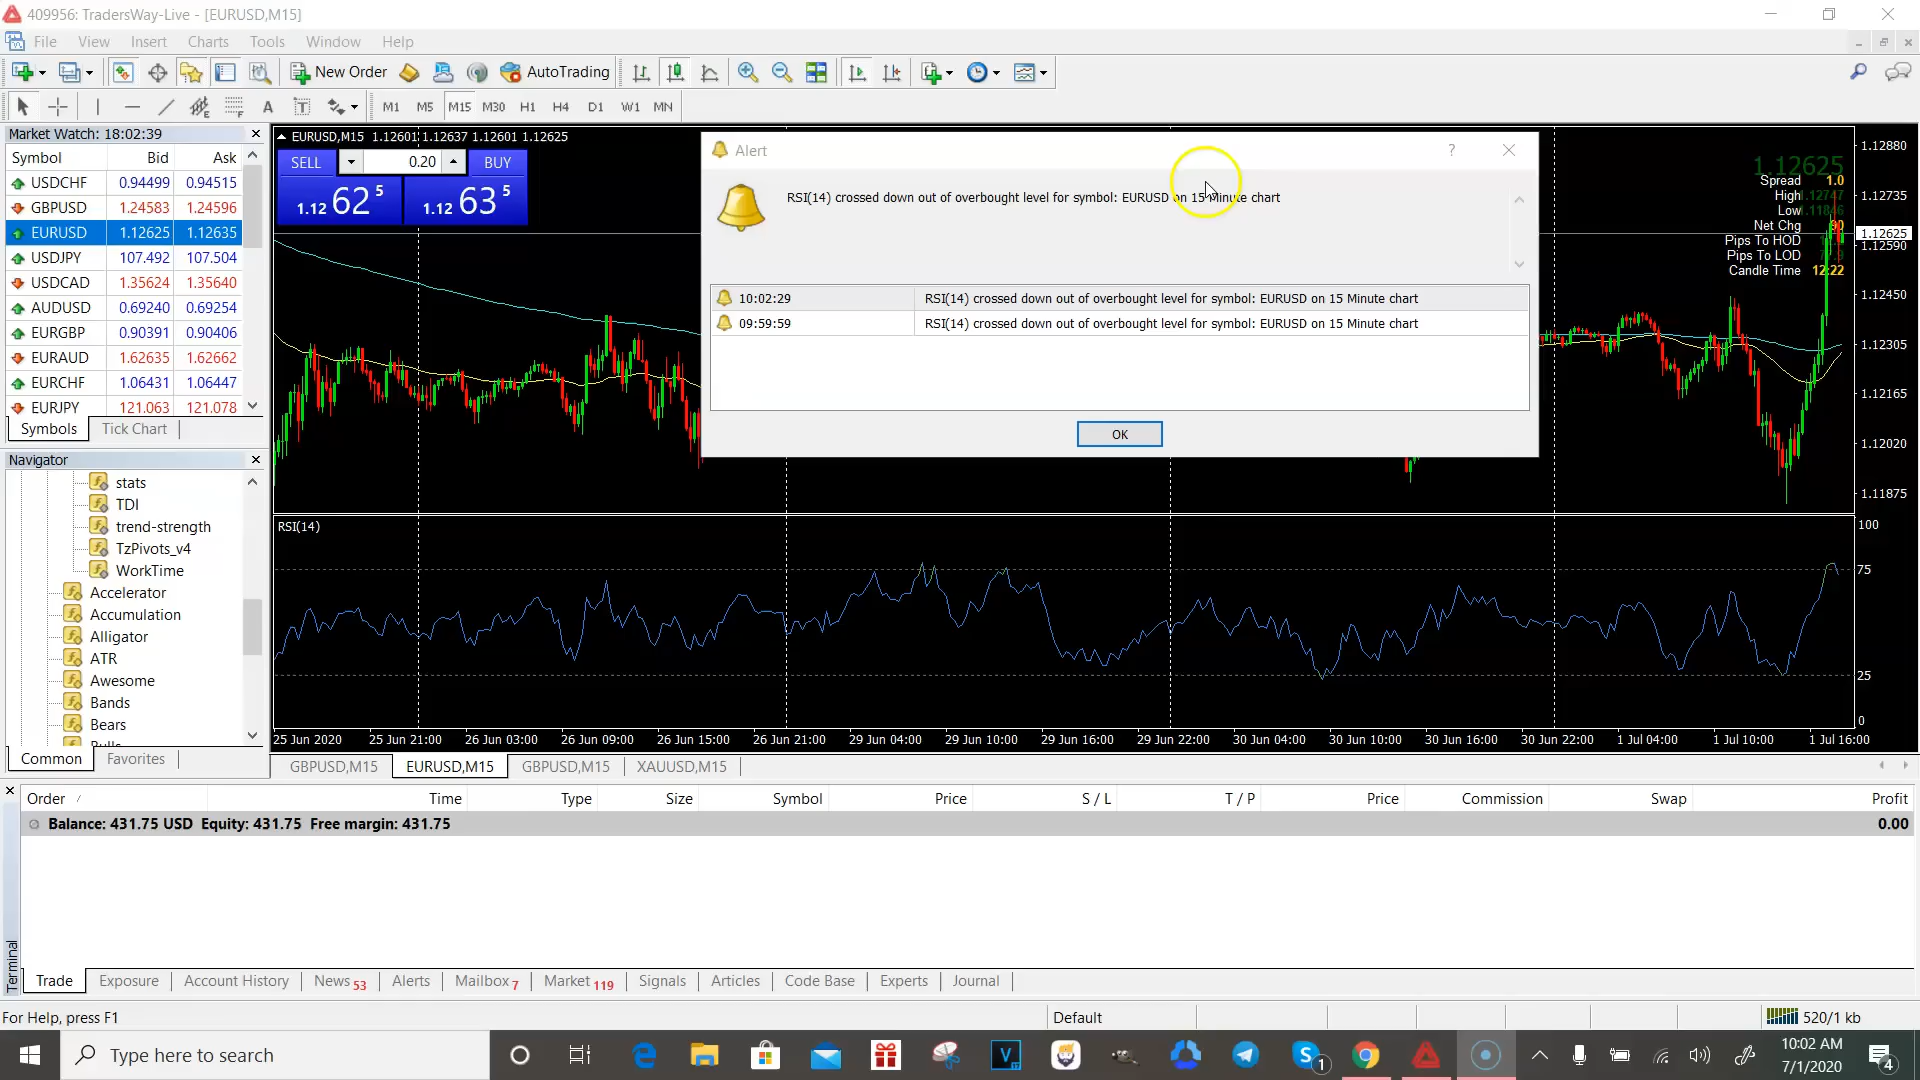 409956: TradersWay-Live - [EURUSD,M15]
File View Insert Charts Tools Window Help
New Order AutoTrading
A T M1 M5 M15 M30 H1 H4 D1 W1 MN
Market Watch: 18:02:39
Symbol Bid Ask
USDCHF 0.94499 0.94515
GBPUSD 1.24583 1.24596
EURUSD 1.12625 1.12635
USDJPY 107.492 107.504
USDCAD 1.35624 1.35640
AUDUSD 0.69240 0.69254
EURGBP 0.90391 0.90406
EURAUD 1.62635 1.62662
EURCHF 1.06431 1.06447
EURJPY 121.063 121.078
Symbols Tick Chart
Navigator
stats
TDI
trend-strength
TzPivots_v4
WorkTime
Accelerator
Accumulation
Alligator
ATR
Awesome
Bands
Bears
Bulls
Common Favorites
EURUSD,M15 1.12601 1.12637 1.12601 1.12625
SELL 0.20 BUY
1.12 62 5 1.12 63 5
Alert ?
RSI(14) crossed down out of overbought level for symbol: EURUSD on 15 Minute chart
10:02:29 RSI(14) crossed down out of overbought level for symbol: EURUSD on 15 Minute chart
09:59:59 RSI(14) crossed down out of overbought level for symbol: EURUSD on 15 Minute chart
OK
1.12625
Spread 1.0
High 1.12747
Low 1.11846
Net Chg 90
Pips To HOD
Pips To LOD
Candle Time 12:22
1.12880
1.12735
1.12625
1.12590
1.12450
1.12305
1.12165
1.12020
1.11875
RSI(14)
100
75
25
0
25 Jun 2020 25 Jun 21:00 26 Jun 03:00 26 Jun 09:00 26 Jun 15:00 26 Jun 21:00 29 Jun 04:00 29 Jun 10:00 29 Jun 16:00 29 Jun 22:00 30 Jun 04:00 30 Jun 10:00 30 Jun 16:00 30 Jun 22:00 1 Jul 04:00 1 Jul 10:00 1 Jul 16:00
GBPUSD,M15 EURUSD,M15 GBPUSD,M15 XAUUSD,M15
Order / Time Type Size Symbol Price S / L T / P Price Commission Swap Profit
Balance: 431.75 USD Equity: 431.75 Free margin: 431.75 0.00
Terminal
Trade Exposure Account History News 53 Alerts Mailbox 7 Market 119 Signals Articles Code Base Experts Journal
For Help, press F1 Default 520/1 kb
Type here to search
V
S 1
10:02 AM
7/1/2020
4